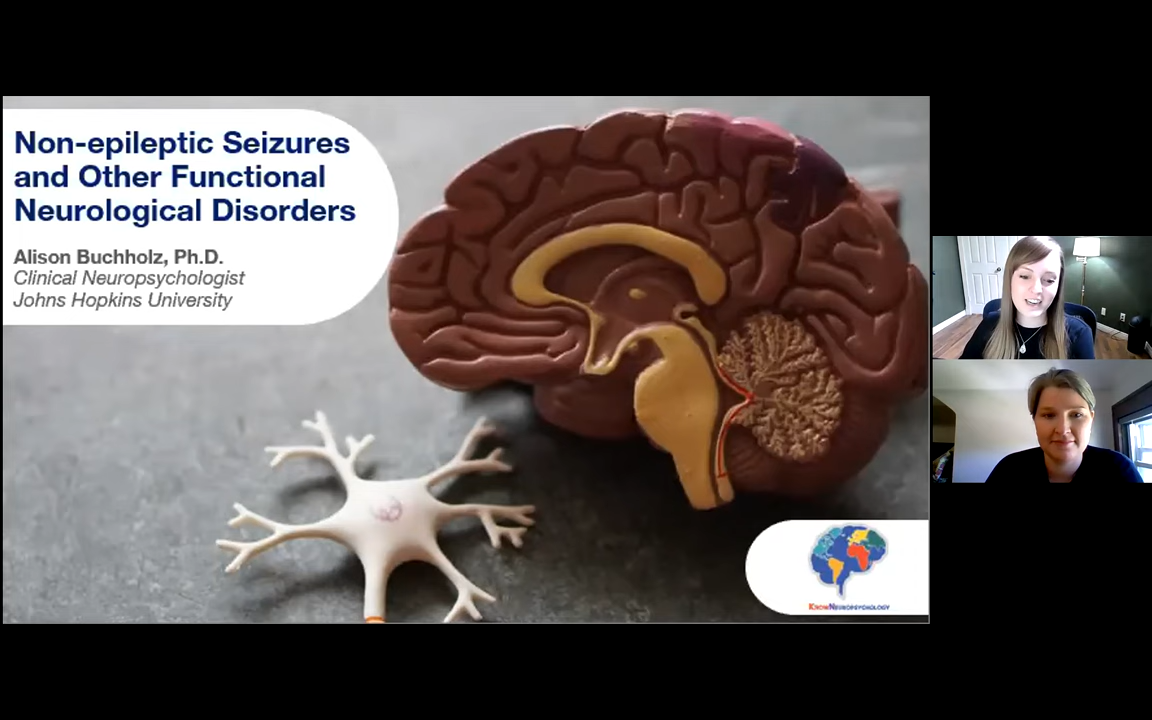 Non-epileptic Seizures
and Other Functional
Neurological Disorders
Alison Buchholz, Ph.D.
Clinical Neuropsychologist
Johns Hopkins University
KNOWNEUROPSYCHOLOGY